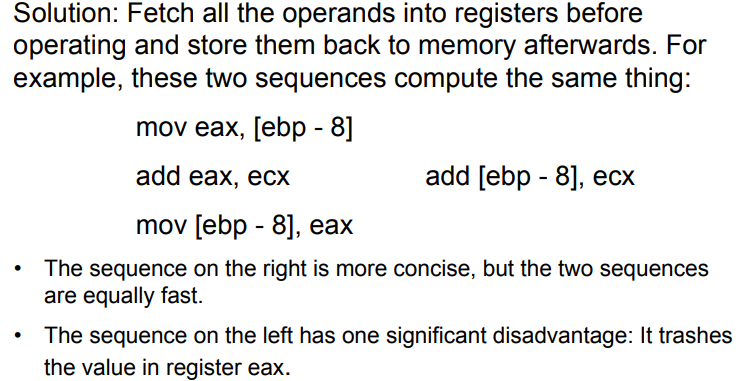 Solution: Fetch all the operands into registers before
operating and store them back to memory afterwards. For
example, these two sequences compute the same thing:
mov eax, [ebp - 8]
add eax, ecx add [ebp - 8], ecx
mov [ebp - 8], eax
• The sequence on the right is more concise, but the two sequences
are equally fast.
• The sequence on the left has one significant disadvantage: It trashes
the value in register eax.